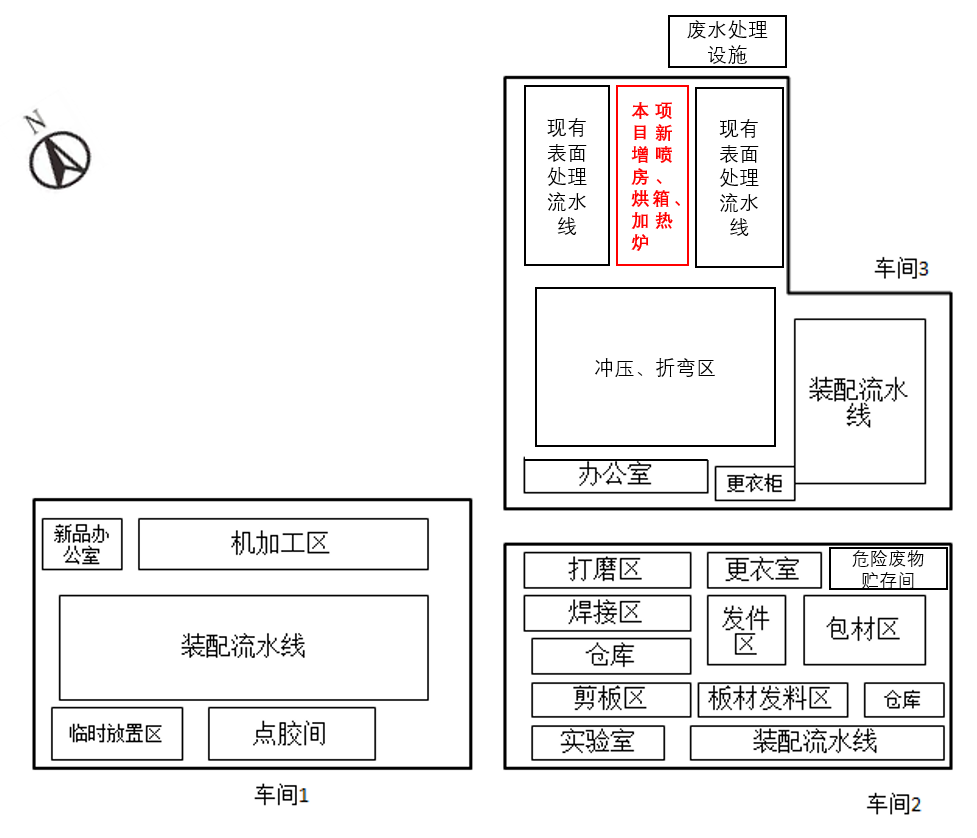 废水处理
设施
N
现有
表面
处理
流水
线
本项
目新
增喷
房、
烘箱、
加热
炉
现有
表面
处理
流水
线
车间3
冲压、折弯区
装配流水
线
办公室
更衣柜
新品办
公室
机加工区
装配流水线
临时放置区
点胶间
车间1
打磨区
更衣室
危险废物
贮存间
焊接区
发件
区
包材区
仓库
剪板区
板材发料区
仓库
实验室
装配流水线
车间2